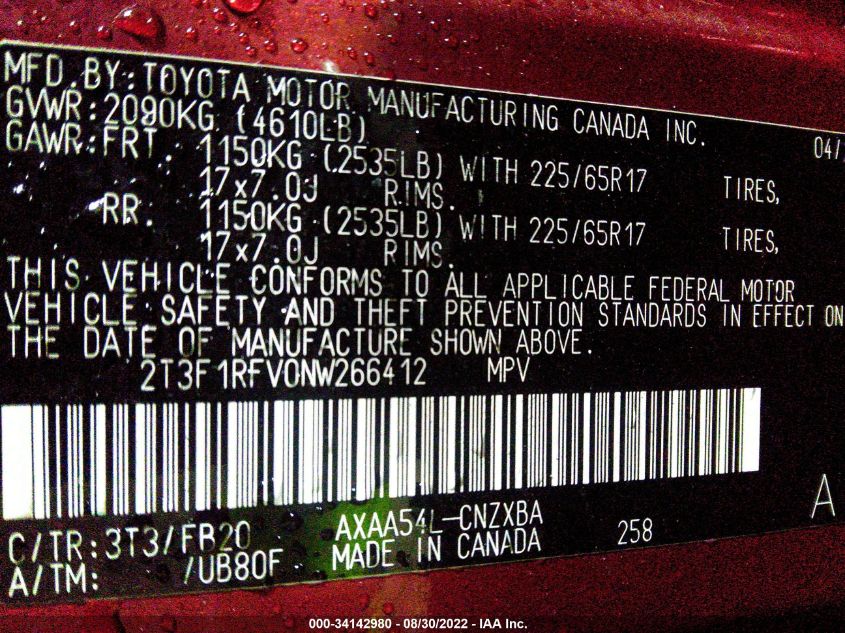 MFD. BY: TOYOTA MOTOR MANUFACTURING CANADA INC. 04/
GVWR: 2090KG (4610LB)
GAWR: FRT. 1150KG (2535LB) WITH 225/65R17 TIRES,
17x7.0J RIMS.
RR. 1150KG (2535LB) WITH 225/65R17 TIRES,
17x7.0J RIMS.
THIS VEHICLE CONFORMS TO ALL APPLICABLE FEDERAL MOTOR
VEHICLE SAFETY AND THEFT PREVENTION STANDARDS IN EFFECT ON
THE DATE OF MANUFACTURE SHOWN ABOVE.
2T3F1RFV0NW266412 MPV
A
C/TR: 3T3/FB20 AXAA54L-CNZXBA 258
A/TM: /UB80F MADE IN CANADA
000-34142980 - 08/30/2022 - IAA Inc.